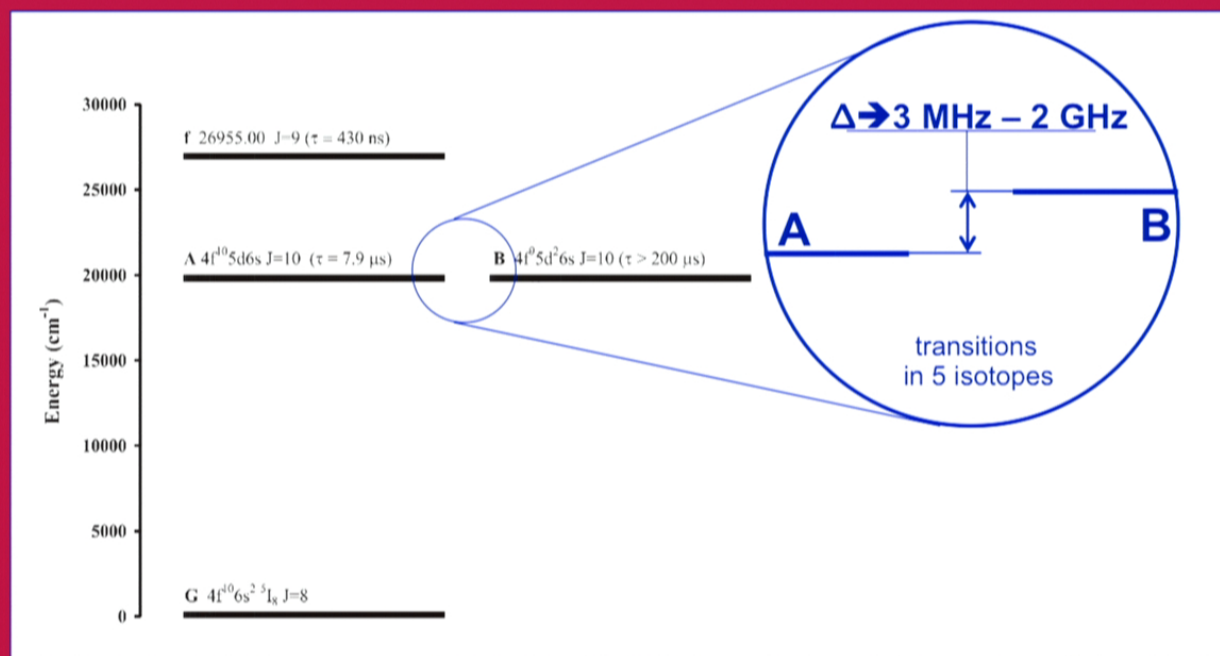 30000
25000
20000
15000
10000
5000
0
Energy (cm⁻¹)
f 26955.00 J=9 (τ = 430 ns)
A 4f¹⁰5d6s J=10 (τ = 7.9 μs)
B 4f⁹5d²6s J=10 (τ > 200 μs)
G 4f¹⁰6s² ⁵I₈ J=8
Δ➔3 MHz – 2 GHz
A
B
transitions
in 5 isotopes